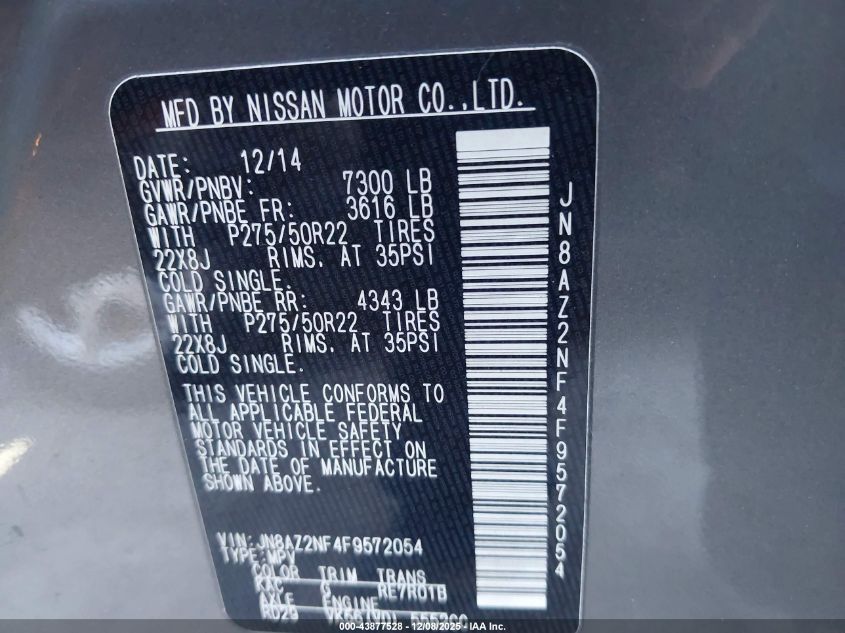 MFD BY NISSAN MOTOR CO.,LTD.
DATE: 12/14
GVWR/PNBV: 7300 LB
GAWR/PNBE FR: 3616 LB
WITH P275/50R22 TIRES
22X8J RIMS. AT 35PSI
COLD SINGLE.
GAWR/PNBE RR: 4343 LB
WITH P275/50R22 TIRES
22X8J RIMS. AT 35PSI
COLD SINGLE.
THIS VEHICLE CONFORMS TO
ALL APPLICABLE FEDERAL
MOTOR VEHICLE SAFETY
STANDARDS IN EFFECT ON
THE DATE OF MANUFACTURE
SHOWN ABOVE.
VIN:JN8AZ2NF4F9572054
TYPE:MPV
COLOR TRIM TRANS
KAC G RE7R01B
AXLE ENGINE
RD29 5552CC
JN8AZ2NF4F9572054
000-43877528 - 12/08/2025 - IAA Inc.